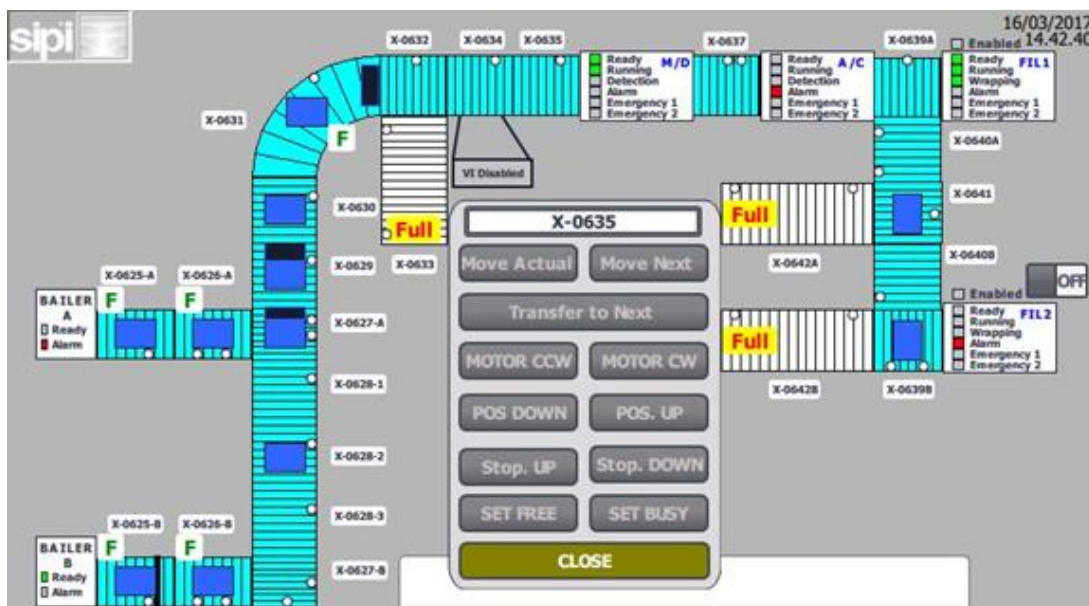 sipi
16/03/2017
14.42.40
X-0632
X-0634
X-0635
X-0637
X-0639A
Enabled
Ready
Running
Detection
Alarm
Emergency 1
Emergency 2
M/D
Ready
Running
Detection
Alarm
Emergency 1
Emergency 2
A/C
Ready
Running
Wrapping
Alarm
Emergency 1
Emergency 2
FIL1
X-0631
F
VI Disabled
X-0640A
X-0630
Full
X-0633
X-0635
Full
X-0641
X-0629
Move Actual
Move Next
X-0642A
X-0640B
X-0625-A
X-0626-A
OFF
BAILER
A
Ready
Alarm
F
F
Transfer to Next
Enabled
Ready
Running
Wrapping
Alarm
Emergency 1
Emergency 2
FIL2
X-0627-A
Full
MOTOR CCW
MOTOR CW
X-0628-1
X-0642B
X-0639B
POS DOWN
POS. UP
X-0628-2
Stop. UP
Stop. DOWN
X-0628-3
SET FREE
SET BUSY
X-0625-B
X-0626-B
BAILER
B
Ready
Alarm
F
F
X-0627-B
CLOSE